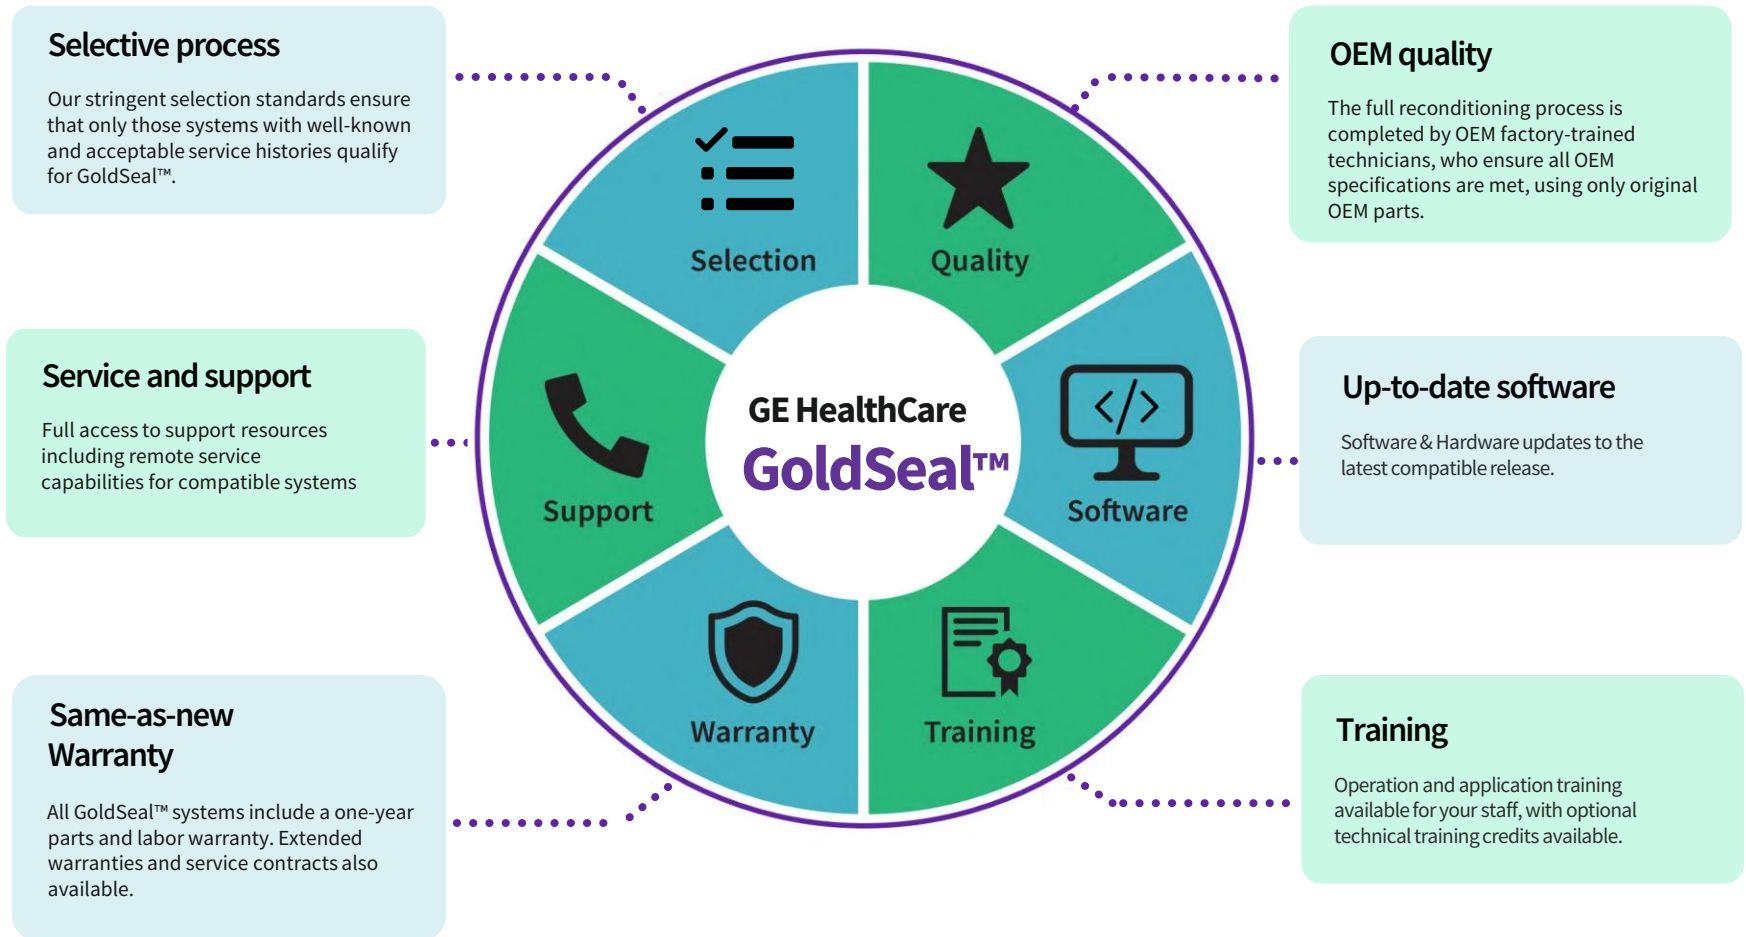 Selective process
Our stringent selection standards ensure
that only those systems with well-known
and acceptable service histories qualify
for GoldSeal™.
OEM quality
The full reconditioning process is
completed by OEM factory-trained
technicians, who ensure all OEM
specifications are met, using only original
OEM parts.
Selection
Quality
Service and support
Full access to support resources
including remote service
capabilities for compatible systems
Support
GE HealthCare
GoldSeal™
</>
Software
Up-to-date software
Software & Hardware updates to the
latest compatible release.
Same-as-new
Warranty
All GoldSeal™ systems include a one-year
parts and labor warranty. Extended
warranties and service contracts also
available.
Warranty
Training
Training
Operation and application training
available for your staff, with optional
technical training credits available.